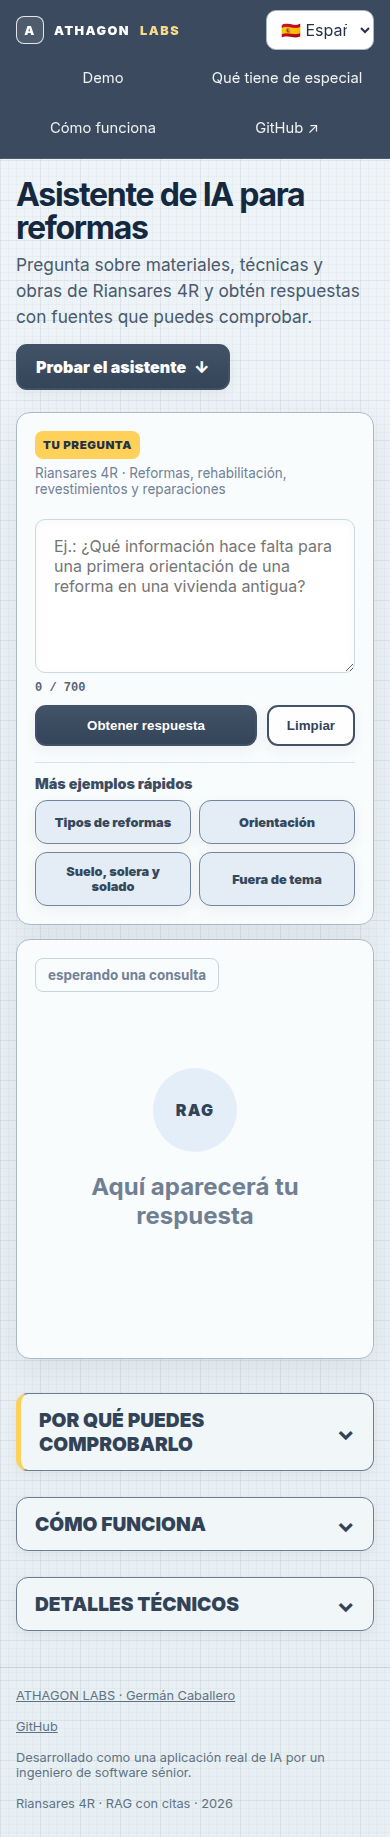 A ATHAGON LABS 🇪🇸 Españ
Demo Qué tiene de especial
Cómo funciona GitHub ↗
Asistente de IA para
reformas
Pregunta sobre materiales, técnicas y
obras de Riansares 4R y obtén respuestas
con fuentes que puedes comprobar.
Probar el asistente ↓
TU PREGUNTA
Riansares 4R · Reformas, rehabilitación,
revestimientos y reparaciones
Ej.: ¿Qué información hace falta para
una primera orientación de una
reforma en una vivienda antigua?
0 / 700
Obtener respuesta Limpiar
Más ejemplos rápidos
Tipos de reformas Orientación
Suelo, solera y
solado
Fuera de tema
esperando una consulta
RAG
Aquí aparecerá tu
respuesta
POR QUÉ PUEDES
COMPROBARLO
CÓMO FUNCIONA
DETALLES TÉCNICOS
ATHAGON LABS · Germán Caballero
GitHub
Desarrollado como una aplicación real de IA por un
ingeniero de software sénior.
Riansares 4R · RAG con citas · 2026